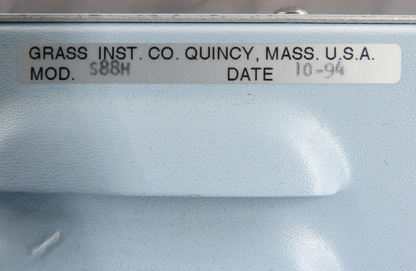 GRASS INST. CO. QUINCY, MASS. U.S.A.
MOD. S88H DATE 10-94